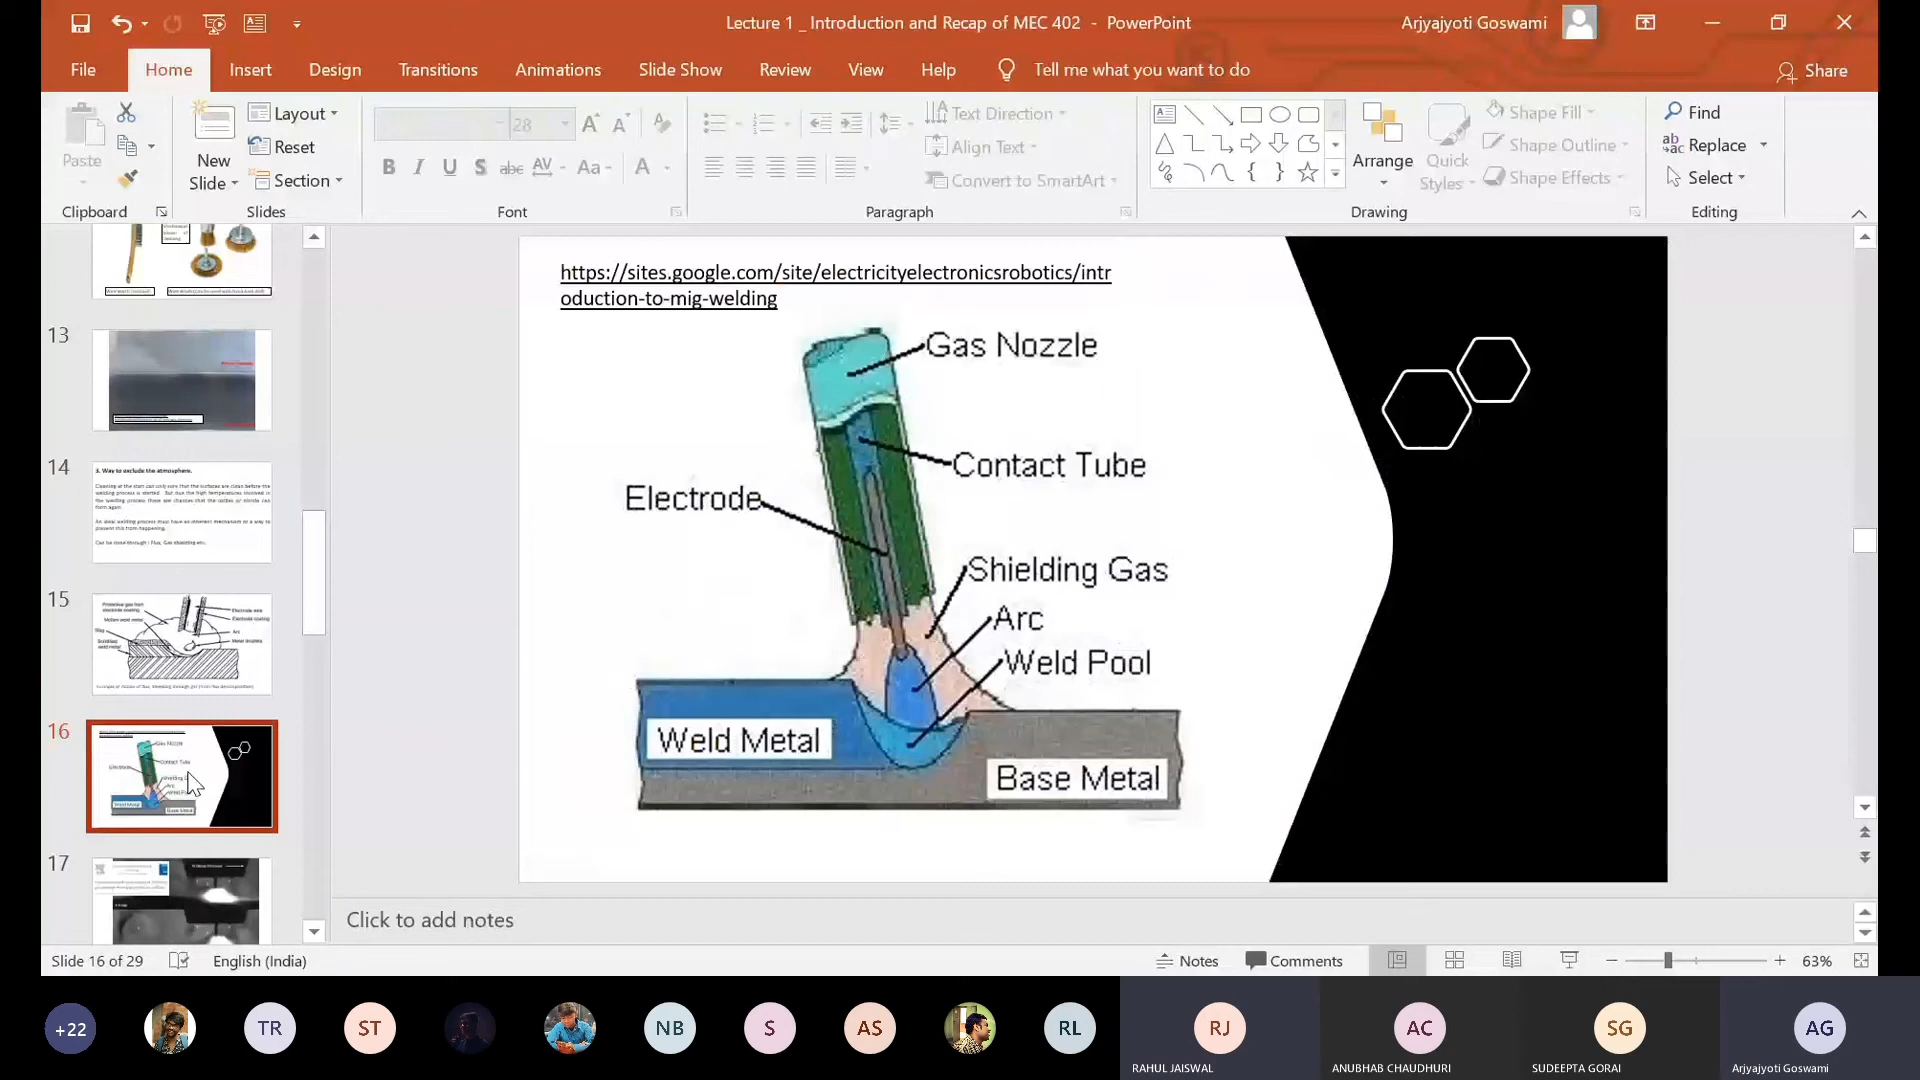 Lecture 1 _ Introduction and Recap of MEC 402 - PowerPoint
Arjyajyoti Goswami
File Home Insert Design Transitions Animations Slide Show Review View Help Tell me what you want to do Share
Paste
New Slide
Layout
Reset
Section
28
Text Direction
Align Text
Convert to SmartArt
Arrange
Quick Styles
Shape Fill
Shape Outline
Shape Effects
Find
Replace
Select
Clipboard Slides Font Paragraph Drawing Editing
13
14
3. Way to exclude the atmosphere.
15
16
17
https://sites.google.com/site/electricityelectronicsrobotics/intr
oduction-to-mig-welding
Gas Nozzle
Contact Tube
Electrode
Shielding Gas
Arc
Weld Pool
Weld Metal
Base Metal
Click to add notes
Slide 16 of 29 English (India) Notes Comments 63%
+22 TR ST NB S AS RL RJ AC SG AG
RAHUL JAISWAL ANUBHAB CHAUDHURI SUDEEPTA GORAI Arjyajyoti Goswami